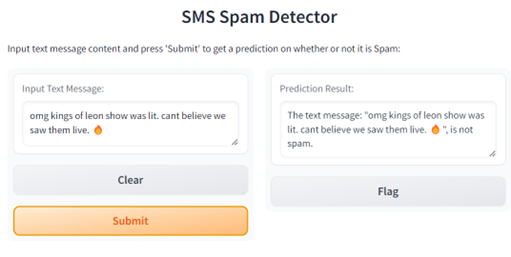 SMS Spam Detector
Input text message content and press 'Submit' to get a prediction on whether or not it is Spam:
Input Text Message:
omg kings of leon show was lit. cant believe we
saw them live. 🔥
Clear
Submit
Prediction Result:
The text message: "omg kings of leon show was
lit. cant believe we saw them live. 🔥 ", is not
spam.
Flag